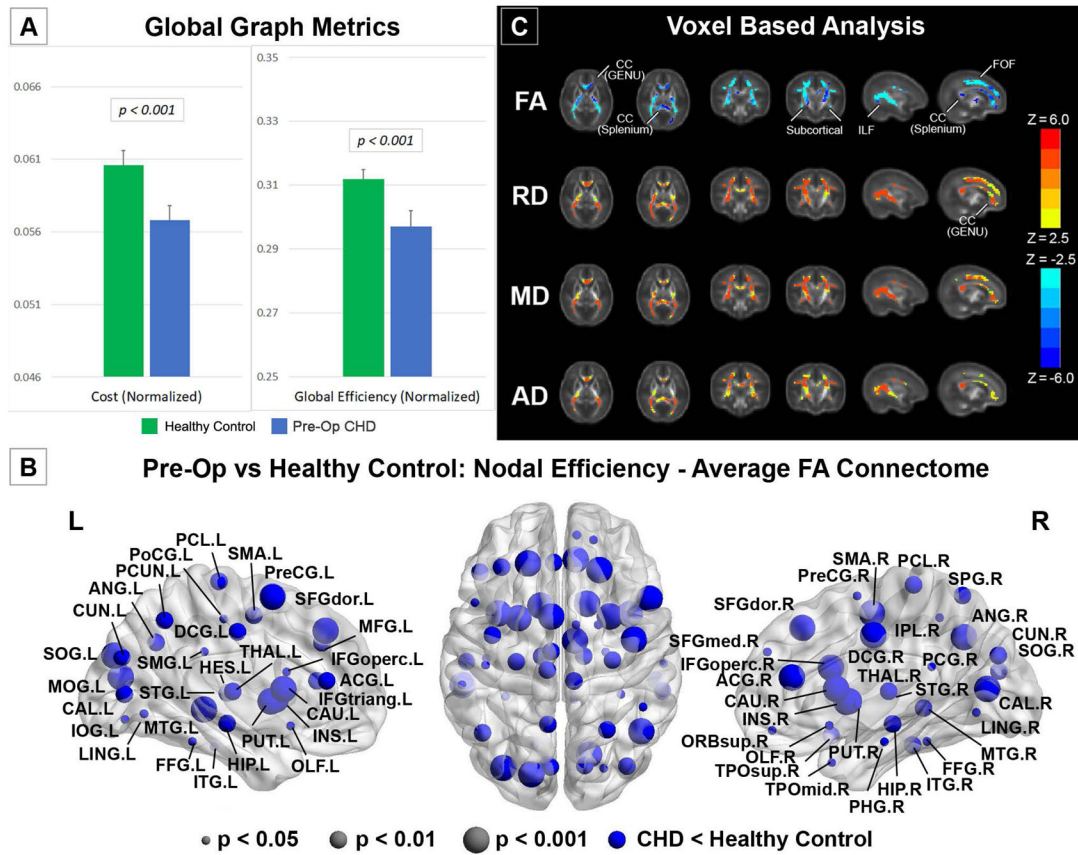 A
Global Graph Metrics
0.066
0.061
0.056
0.051
0.046
p < 0.001
Cost (Normalized)
0.35
0.33
0.31
0.29
0.27
0.25
p < 0.001
Global Efficiency (Normalized)
Healthy Control
Pre-Op CHD
C
Voxel Based Analysis
FA
CC
(GENU)
CC
(Splenium)
Subcortical
ILF
CC
(Splenium)
FOF
RD
CC
(GENU)
MD
AD
Z = 6.0
Z = 2.5
Z = -2.5
Z = -6.0
B
Pre-Op vs Healthy Control: Nodal Efficiency - Average FA Connectome
L
R
PCL.L
SMA.L
PoCG.L
PreCG.L
PCUN.L
SFGdor.L
ANG.L
MFG.L
CUN.L
DCG.L
THAL.L
SOG.L
SMG.L
HES.L
IFGoperc.L
ACG.L
MOG.L
STG.L
IFGtriang.L
CAL.L
CAU.L
IOG.L
MTG.L
INS.L
LING.L
PUT.L
FFG.L
HIP.L
OLF.L
ITG.L
SMA.R
PCL.R
PreCG.R
SPG.R
SFGdor.R
ANG.R
SFGmed.R
IPL.R
CUN.R
SOG.R
IFGoperc.R
DCG.R
PCG.R
ACG.R
THAL.R
CAU.R
STG.R
CAL.R
INS.R
LING.R
ORBsup.R
PUT.R
MTG.R
OLF.R
FFG.R
TPOsup.R
ITG.R
TPOmid.R
HIP.R
PHG.R
p < 0.05
p < 0.01
p < 0.001
CHD < Healthy Control